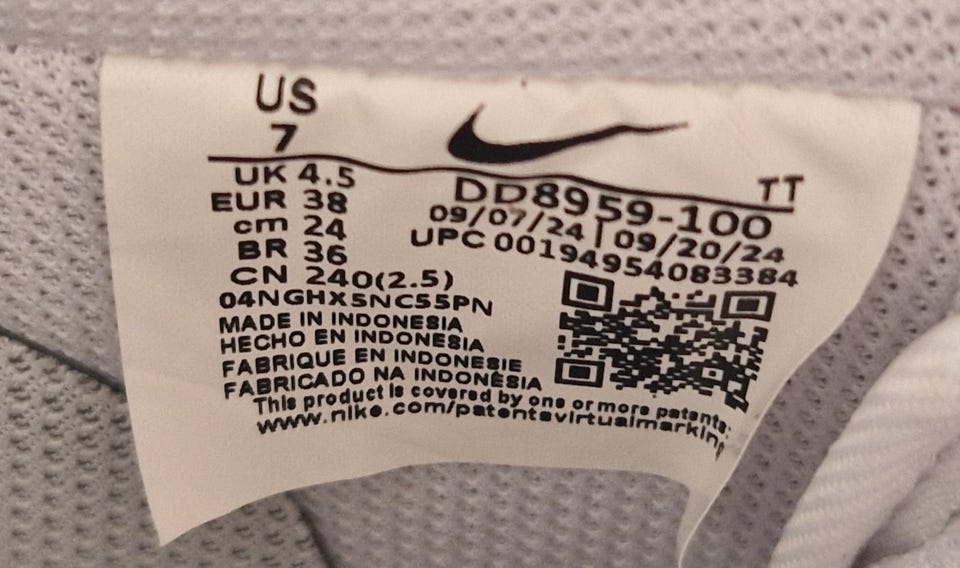 US
7
TT
UK 4.5
EUR 38
cm 24
BR 36
CN 240(2.5)
DD8959-100
09/07/24 | 09/20/24
UPC 00194954083384
04NGHX5NC55PN
MADE IN INDONESIA
HECHO EN INDONESIA
FABRIQUE EN INDONESIE
FABRICADO NA INDONÉSIA
This product is covered by one or more patents:
www.nike.com/patentsvirtualmarking